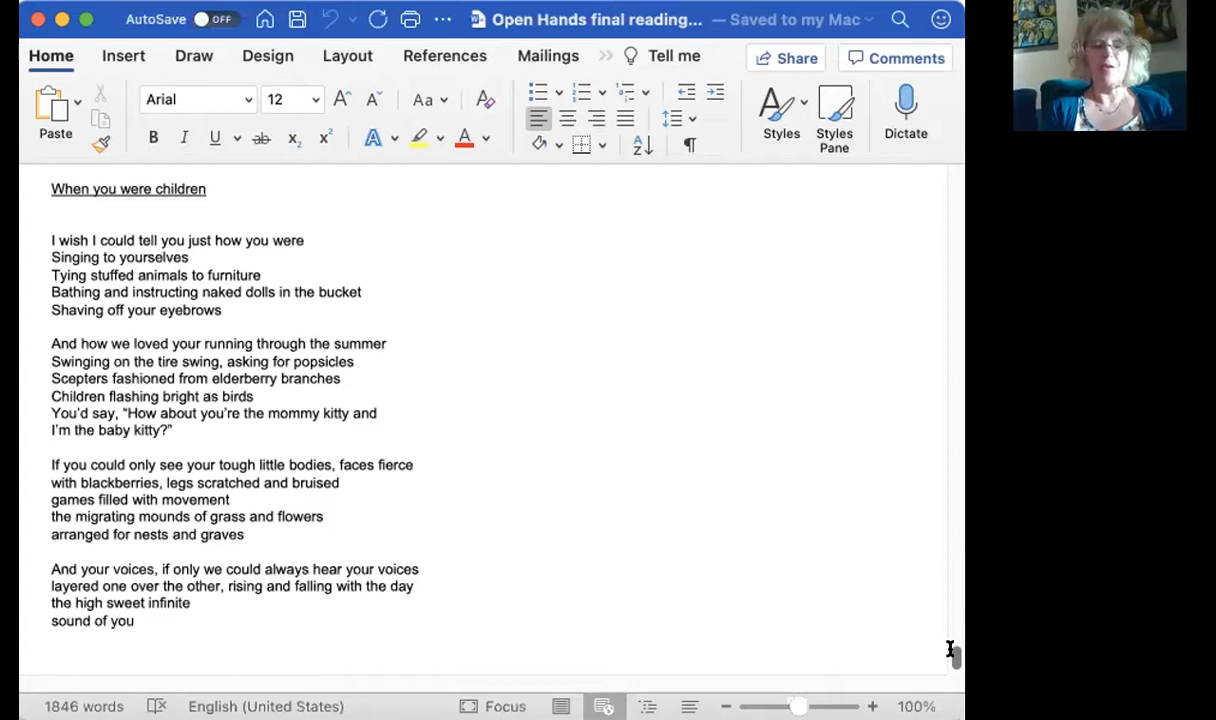 AutoSave OFF Open Hands final reading... — Saved to my Mac
Home Insert Draw Design Layout References Mailings Tell me Share Comments
Arial 12 Aa
Paste Styles Styles Pane Dictate
When you were children
I wish I could tell you just how you were
Singing to yourselves
Tying stuffed animals to furniture
Bathing and instructing naked dolls in the bucket
Shaving off your eyebrows
And how we loved your running through the summer
Swinging on the tire swing, asking for popsicles
Scepters fashioned from elderberry branches
Children flashing bright as birds
You’d say, “How about you’re the mommy kitty and
I’m the baby kitty?”
If you could only see your tough little bodies, faces fierce
with blackberries, legs scratched and bruised
games filled with movement
the migrating mounds of grass and flowers
arranged for nests and graves
And your voices, if only we could always hear your voices
layered one over the other, rising and falling with the day
the high sweet infinite
sound of you
1846 words English (United States) Focus 100%